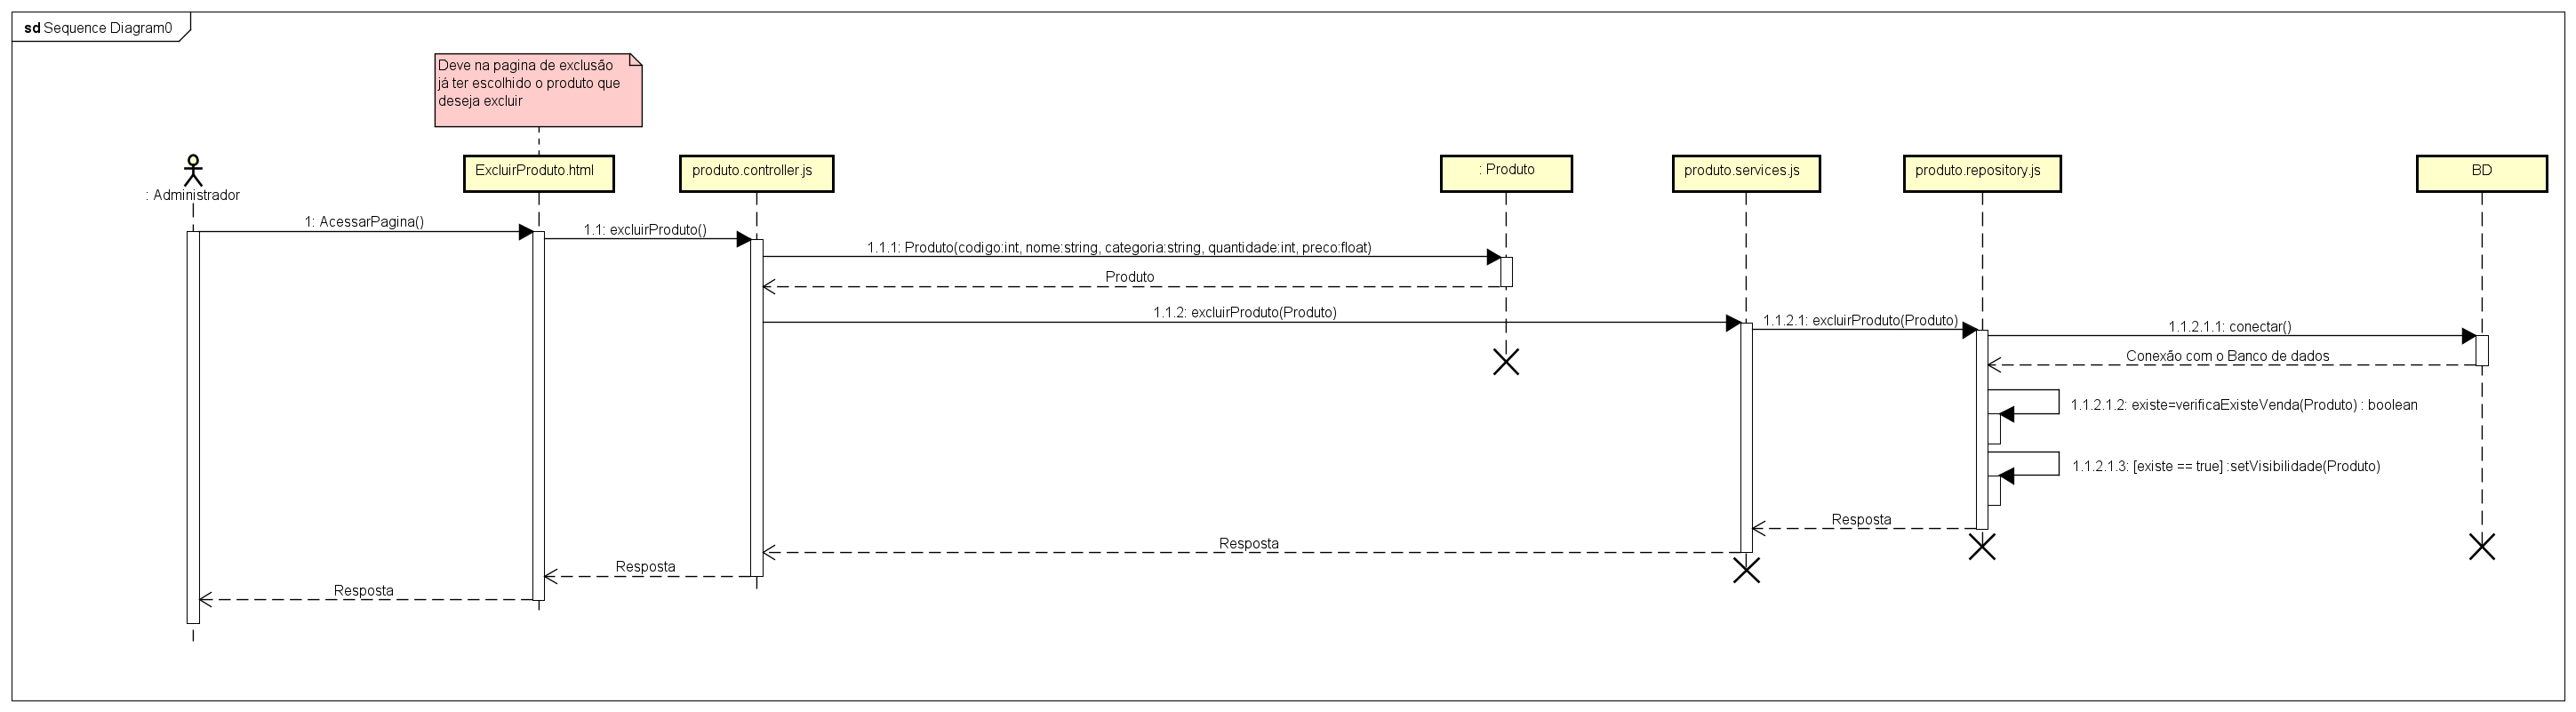 sd Sequence Diagram0
Deve na pagina de exclusão
já ter escolhido o produto que
deseja excluir
: Administrador
ExcluirProduto.html
produto.controller.js
: Produto
produto.services.js
produto.repository.js
BD
1: AcessarPagina()
1.1: excluirProduto()
1.1.1: Produto(codigo:int, nome:string, categoria:string, quantidade:int, preco:float)
Produto
1.1.2: excluirProduto(Produto)
1.1.2.1: excluirProduto(Produto)
1.1.2.1.1: conectar()
Conexão com o Banco de dados
1.1.2.1.2: existe=verificaExisteVenda(Produto) : boolean
1.1.2.1.3: [existe == true] :setVisibilidade(Produto)
Resposta
Resposta
Resposta
Resposta